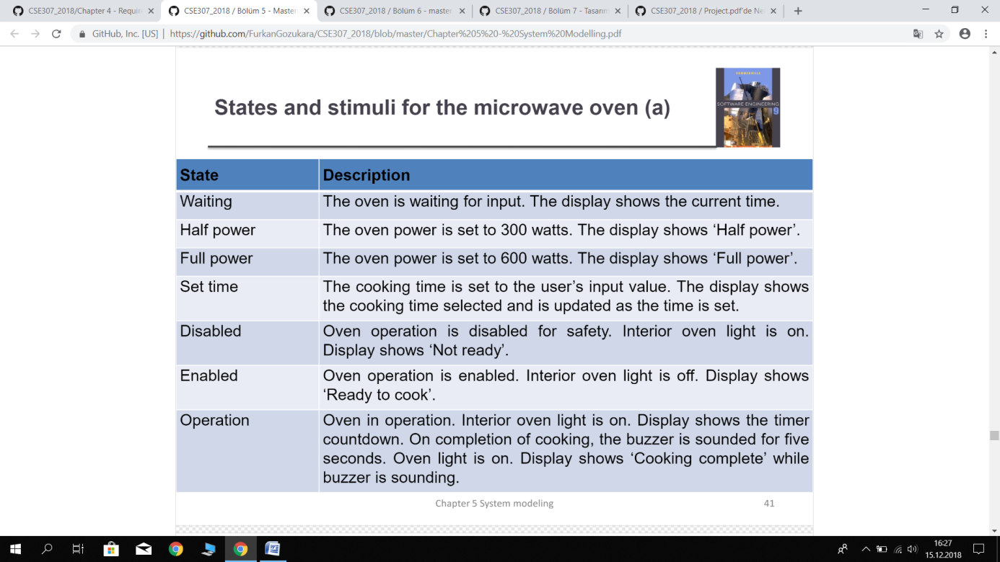 CSE307_2018/Chapter 4 - Requir
CSE307_2018 / Bölüm 5 - Master
CSE307_2018 / Bölüm 6 - master
CSE307_2018 / Bölüm 7 - Tasarım
CSE307_2018 / Project.pdf'de Ne
GitHub, Inc. [US] | https://github.com/FurkanGozukara/CSE307_2018/blob/master/Chapter%205%20-%20System%20Modelling.pdf
States and stimuli for the microwave oven (a)
SOMMERVILLE
SOFTWARE ENGINEERING
9
State Description
Waiting The oven is waiting for input. The display shows the current time.
Half power The oven power is set to 300 watts. The display shows ‘Half power’.
Full power The oven power is set to 600 watts. The display shows ‘Full power’.
Set time The cooking time is set to the user’s input value. The display shows
the cooking time selected and is updated as the time is set.
Disabled Oven operation is disabled for safety. Interior oven light is on.
Display shows ‘Not ready’.
Enabled Oven operation is enabled. Interior oven light is off. Display shows
‘Ready to cook’.
Operation Oven in operation. Interior oven light is on. Display shows the timer
countdown. On completion of cooking, the buzzer is sounded for five
seconds. Oven light is on. Display shows ‘Cooking complete’ while
buzzer is sounding.
Chapter 5 System modeling 41
16:27
15.12.2018